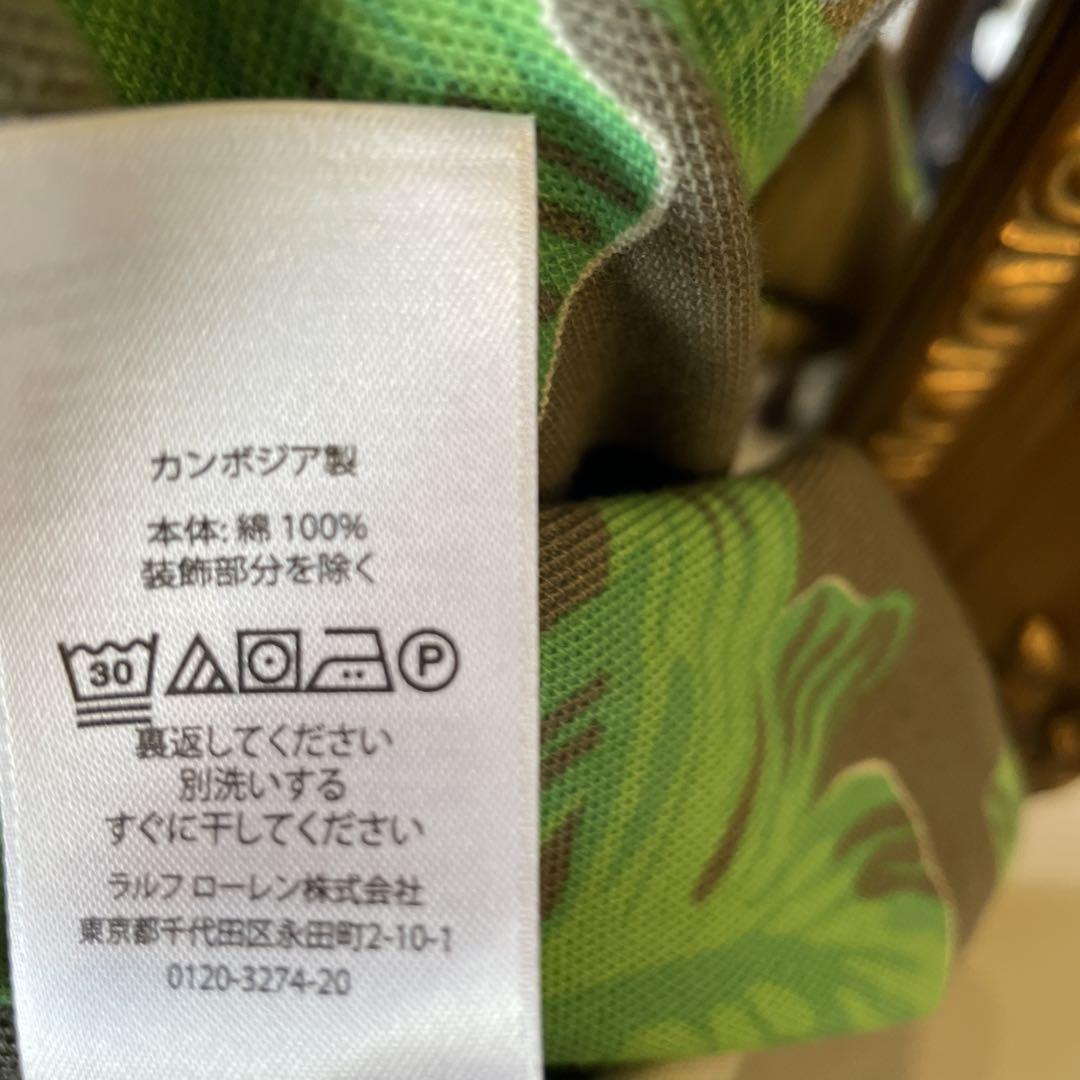 カンボジア製
本体: 綿 100%
装飾部分を除く
30 P
裏返してください
別洗いする
すぐに干してください
ラルフ ローレン株式会社
東京都千代田区永田町2-10-1
0120-3274-20